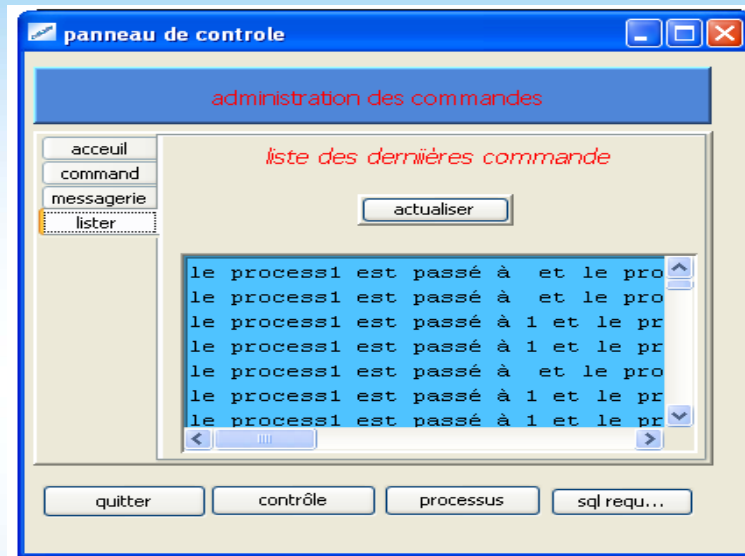 panneau de controle
administration des commandes
acceuil
command
messagerie
lister
liste des derniières commande
actualiser
le process1 est passé à  et le pro
le process1 est passé à  et le pro
le process1 est passé à 1 et le pr
le process1 est passé à 1 et le pr
le process1 est passé à  et le pro
le process1 est passé à 1 et le pr
le process1 est passé à 1 et le pr
quitter
contrôle
processus
sql requ...